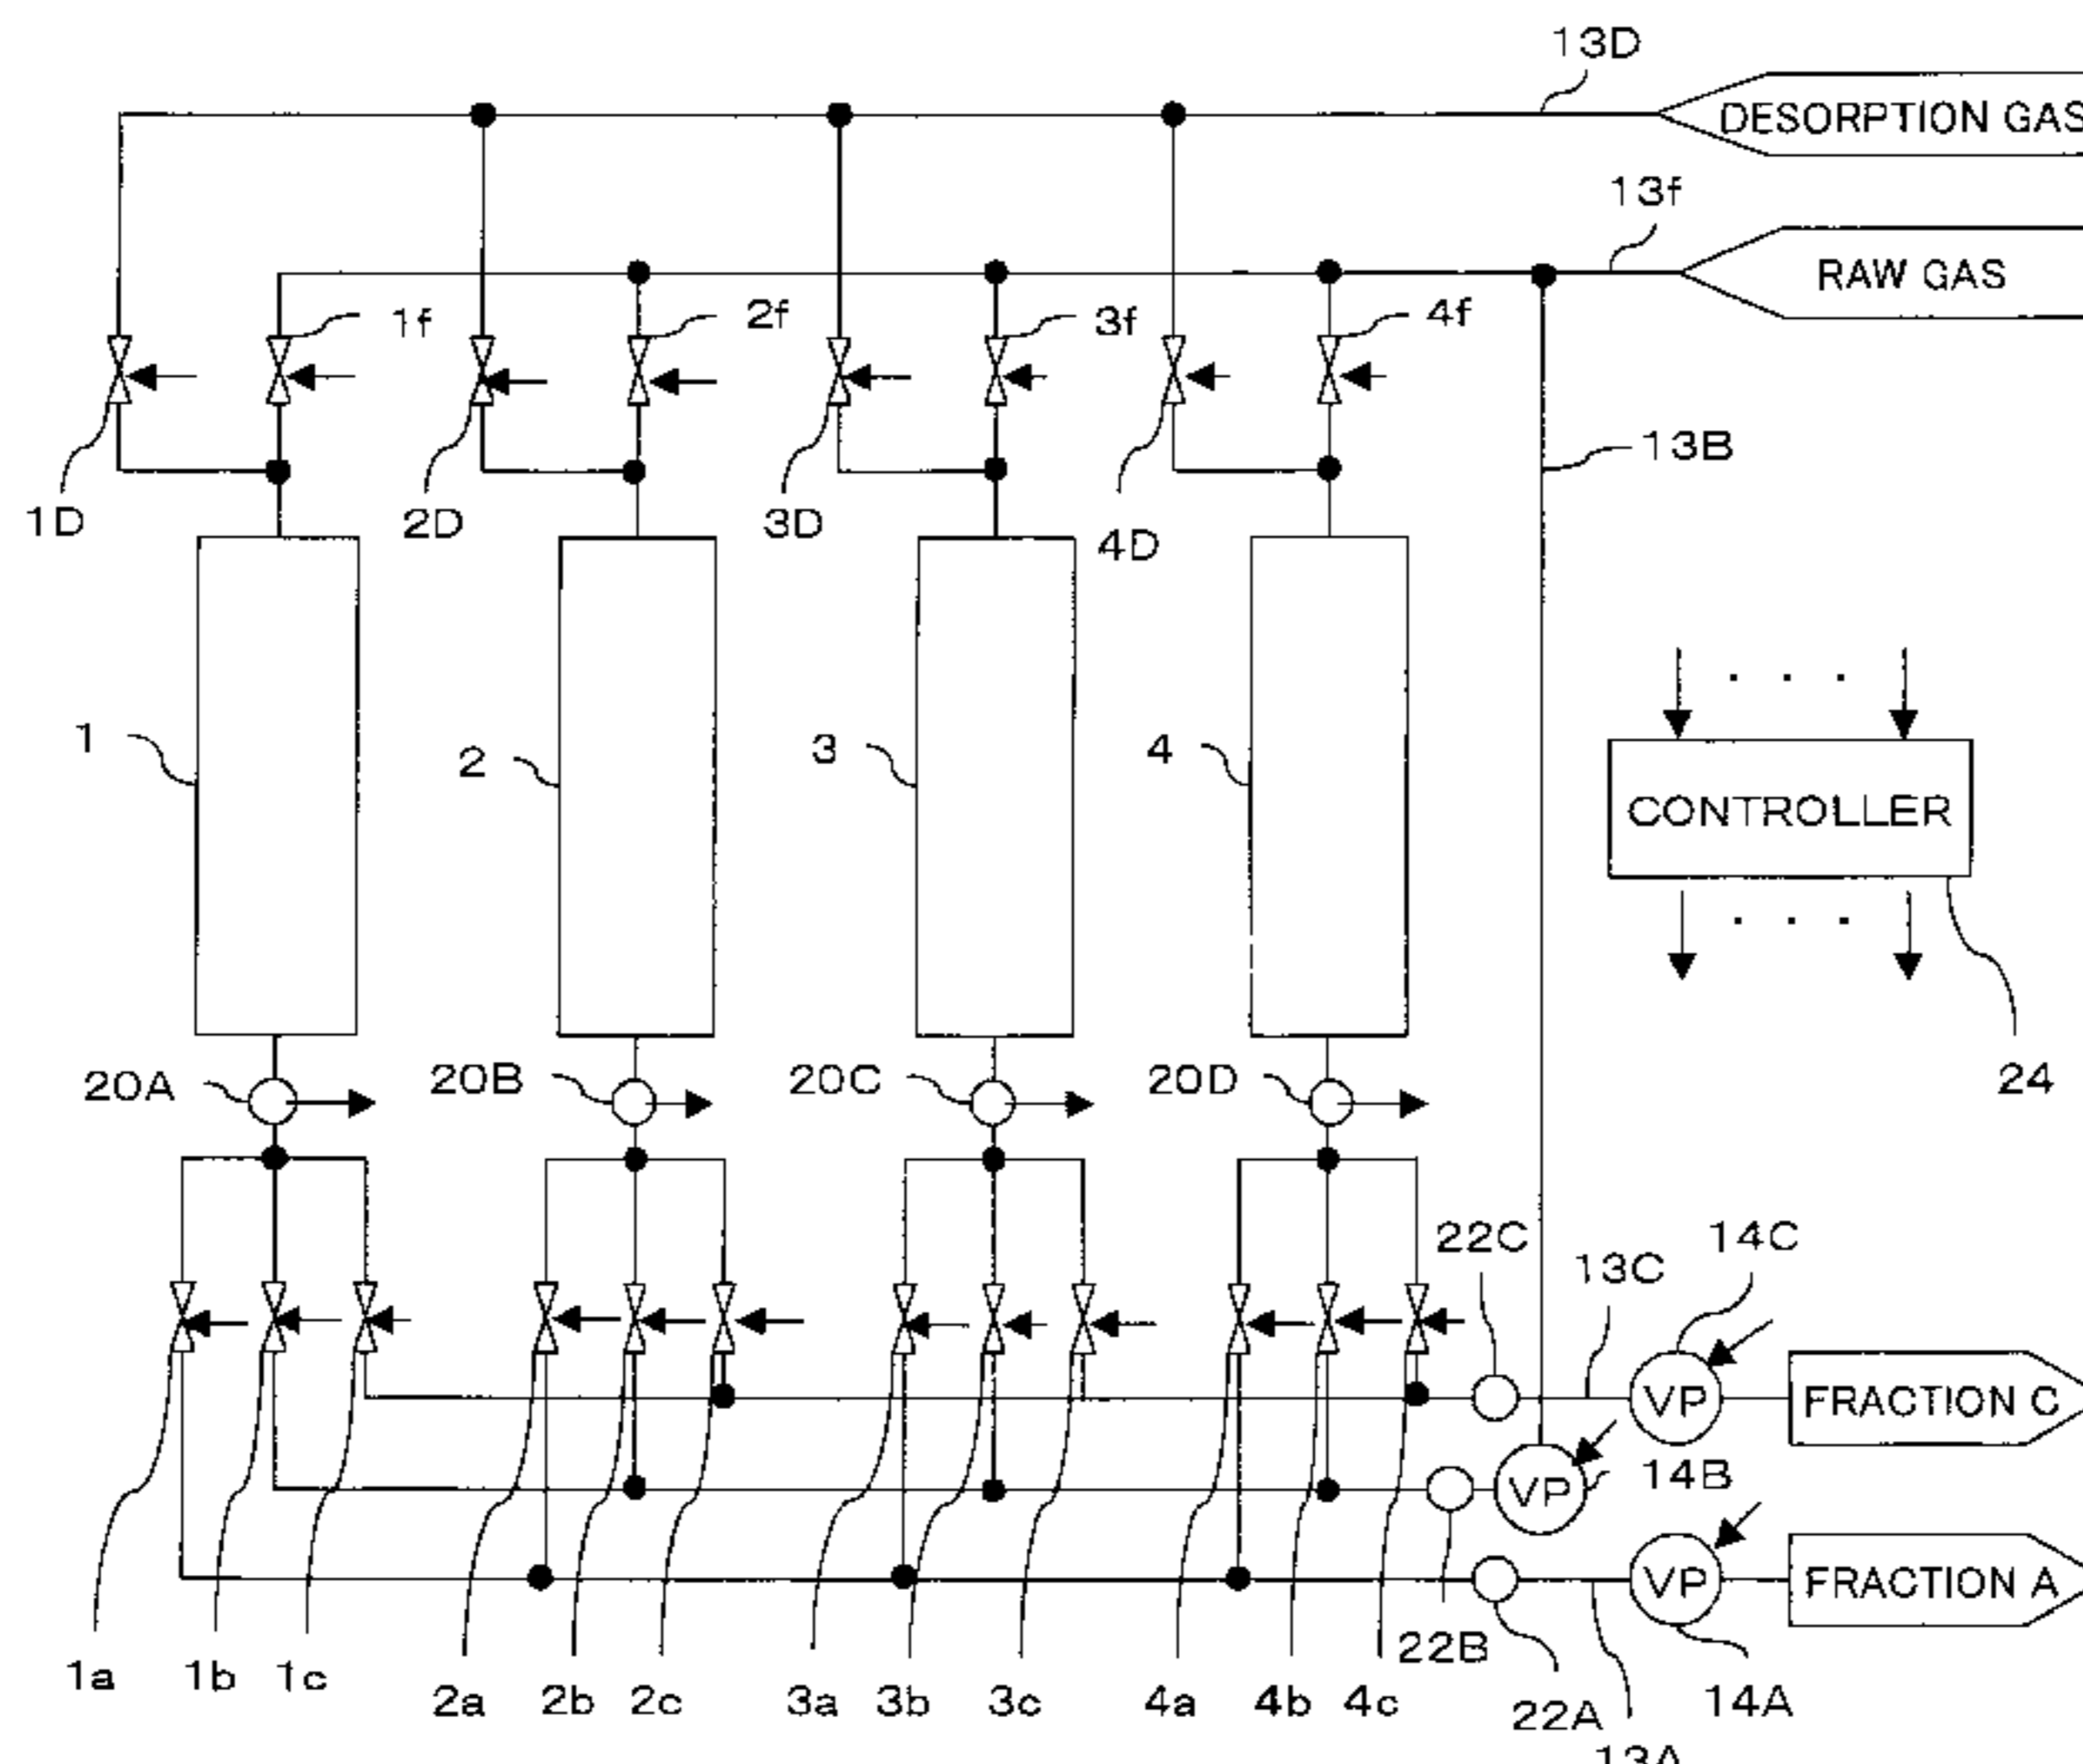 13D
DESORPTION GAS
13f
RAW GAS
1f
2f
3f
4f
13B
1D
2D
3D
4D
1
2
3
4
CONTROLLER
24
20A
20B
20C
20D
22C
13C
14C
VP
FRACTION C
VP
14B
VP
FRACTION A
22B
1a
1b
1c
2a
2b
2c
3a
3b
3c
4a
4b
4c
22A
14A
13A